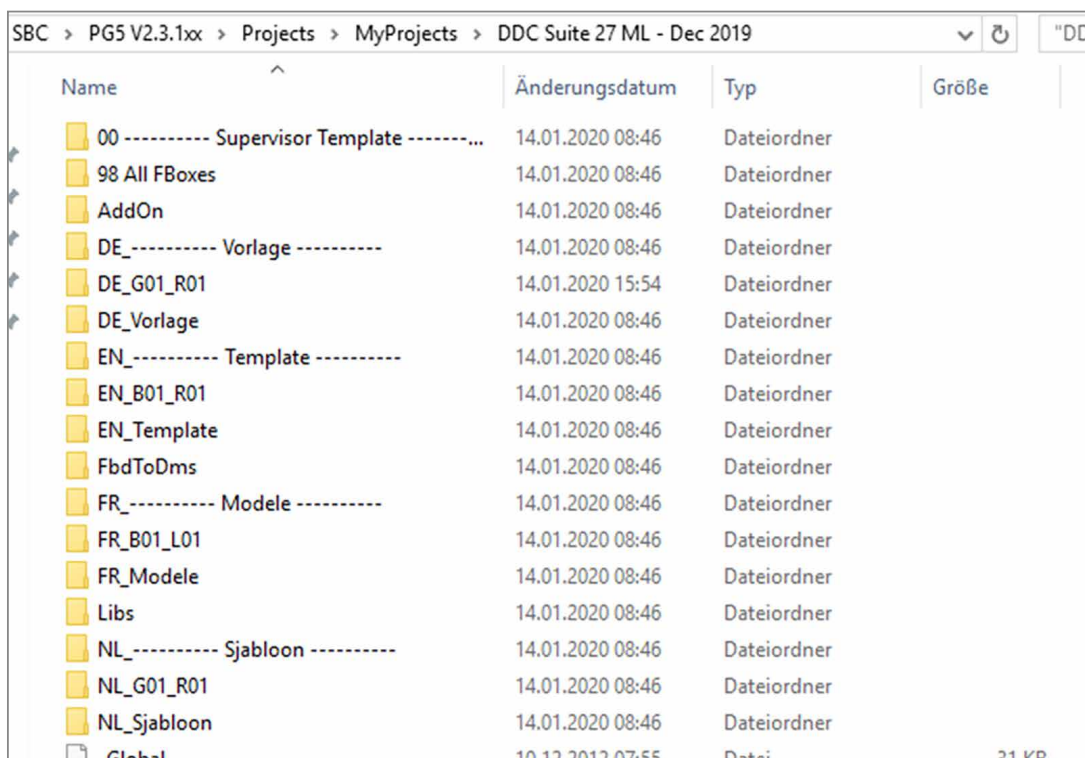 SBC > PG5 V2.3.1xx > Projects > MyProjects > DDC Suite 27 ML - Dec 2019 "DD
Name Änderungsdatum Typ Größe
00 ---------- Supervisor Template -------... 14.01.2020 08:46 Dateiordner
98 All FBoxes 14.01.2020 08:46 Dateiordner
AddOn 14.01.2020 08:46 Dateiordner
DE_---------- Vorlage ---------- 14.01.2020 08:46 Dateiordner
DE_G01_R01 14.01.2020 15:54 Dateiordner
DE_Vorlage 14.01.2020 08:46 Dateiordner
EN_---------- Template ---------- 14.01.2020 08:46 Dateiordner
EN_B01_R01 14.01.2020 08:46 Dateiordner
EN_Template 14.01.2020 08:46 Dateiordner
FbdToDms 14.01.2020 08:46 Dateiordner
FR_---------- Modele ---------- 14.01.2020 08:46 Dateiordner
FR_B01_L01 14.01.2020 08:46 Dateiordner
FR_Modele 14.01.2020 08:46 Dateiordner
Libs 14.01.2020 08:46 Dateiordner
NL_---------- Sjabloon ---------- 14.01.2020 08:46 Dateiordner
NL_G01_R01 14.01.2020 08:46 Dateiordner
NL_Sjabloon 14.01.2020 08:46 Dateiordner
Global 07:55 Datei 31 KB